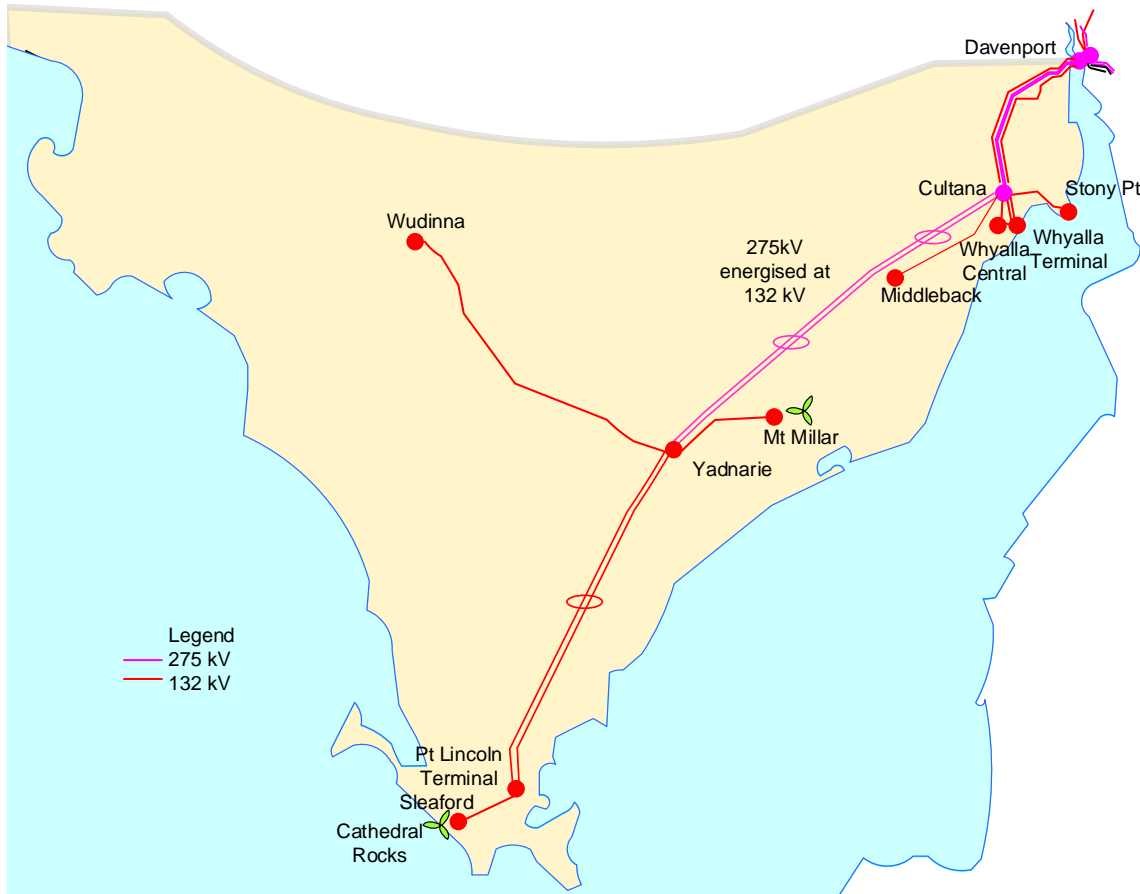 Davenport
Cultana
Stony Pt
Wudinna
Whyalla
Central
Whyalla
Terminal
275kV
energised at
132 kV
Middleback
Mt Millar
Yadnarie
Legend
275 kV
132 kV
Pt Lincoln
Terminal
Sleaford
Cathedral
Rocks